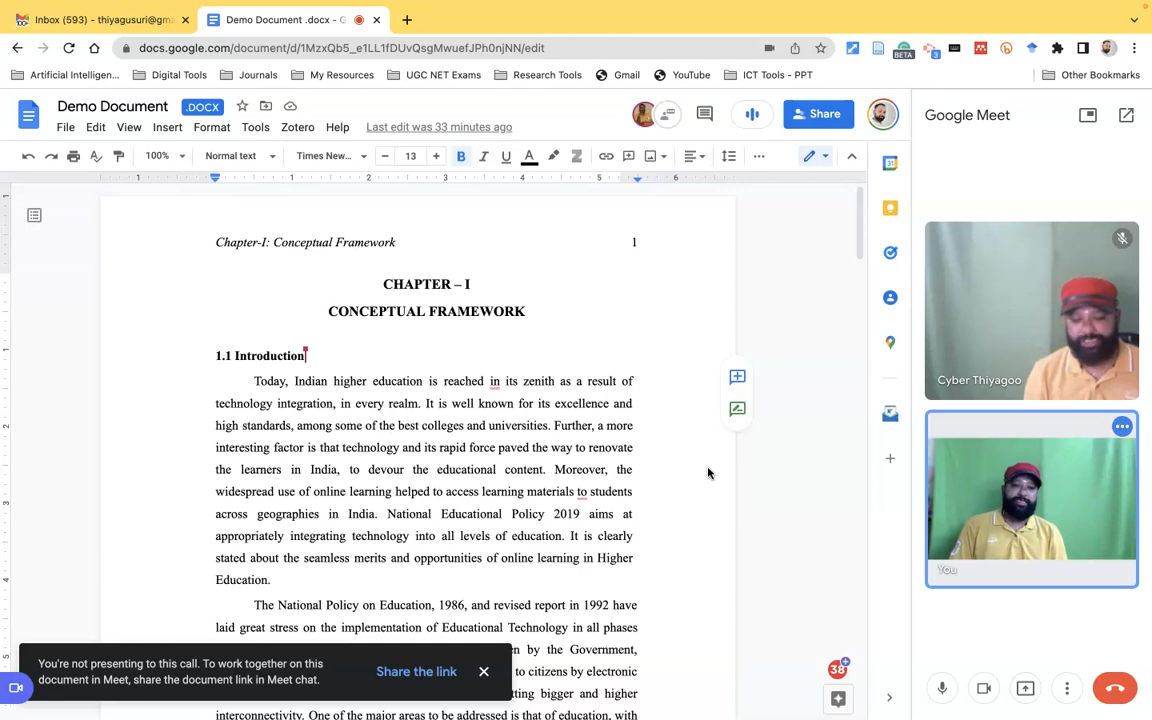 Inbox (593) - thiyagusuri@gma
Demo Document .docx - G
docs.google.com/document/d/1MzxQb5_e1LL1fDUvQsgMwuefJPh0njNN/edit
BETA
3
Artificial Intelligen...
Digital Tools
Journals
My Resources
UGC NET Exams
Research Tools
Gmail
YouTube
ICT Tools - PPT
Other Bookmarks
Demo Document
.DOCX
Share
File
Edit
View
Insert
Format
Tools
Zotero
Help
Last edit was 33 minutes ago
100%
Normal text
Times New...
13
B
I
U
A
Google Meet
1
1
2
3
4
5
6
Chapter-I: Conceptual Framework 1
CHAPTER – I
CONCEPTUAL FRAMEWORK
1.1 Introduction
Today, Indian higher education is reached in its zenith as a result of
technology integration, in every realm. It is well known for its excellence and
high standards, among some of the best colleges and universities. Further, a more
interesting factor is that technology and its rapid force paved the way to renovate
the learners in India, to devour the educational content. Moreover, the
widespread use of online learning helped to access learning materials to students
across geographies in India. National Educational Policy 2019 aims at
appropriately integrating technology into all levels of education. It is clearly
stated about the seamless merits and opportunities of online learning in Higher
Education.
The National Policy on Education, 1986, and revised report in 1992 have
laid great stress on the implementation of Educational Technology in all phases
by the Government,
to citizens by electronic
bigger and higher
interconnectivity. One of the major areas to be addressed is that of education, with
You're not presenting to this call. To work together on this
document in Meet, share the document link in Meet chat.
Share the link
38
Cyber Thiyagoo
You